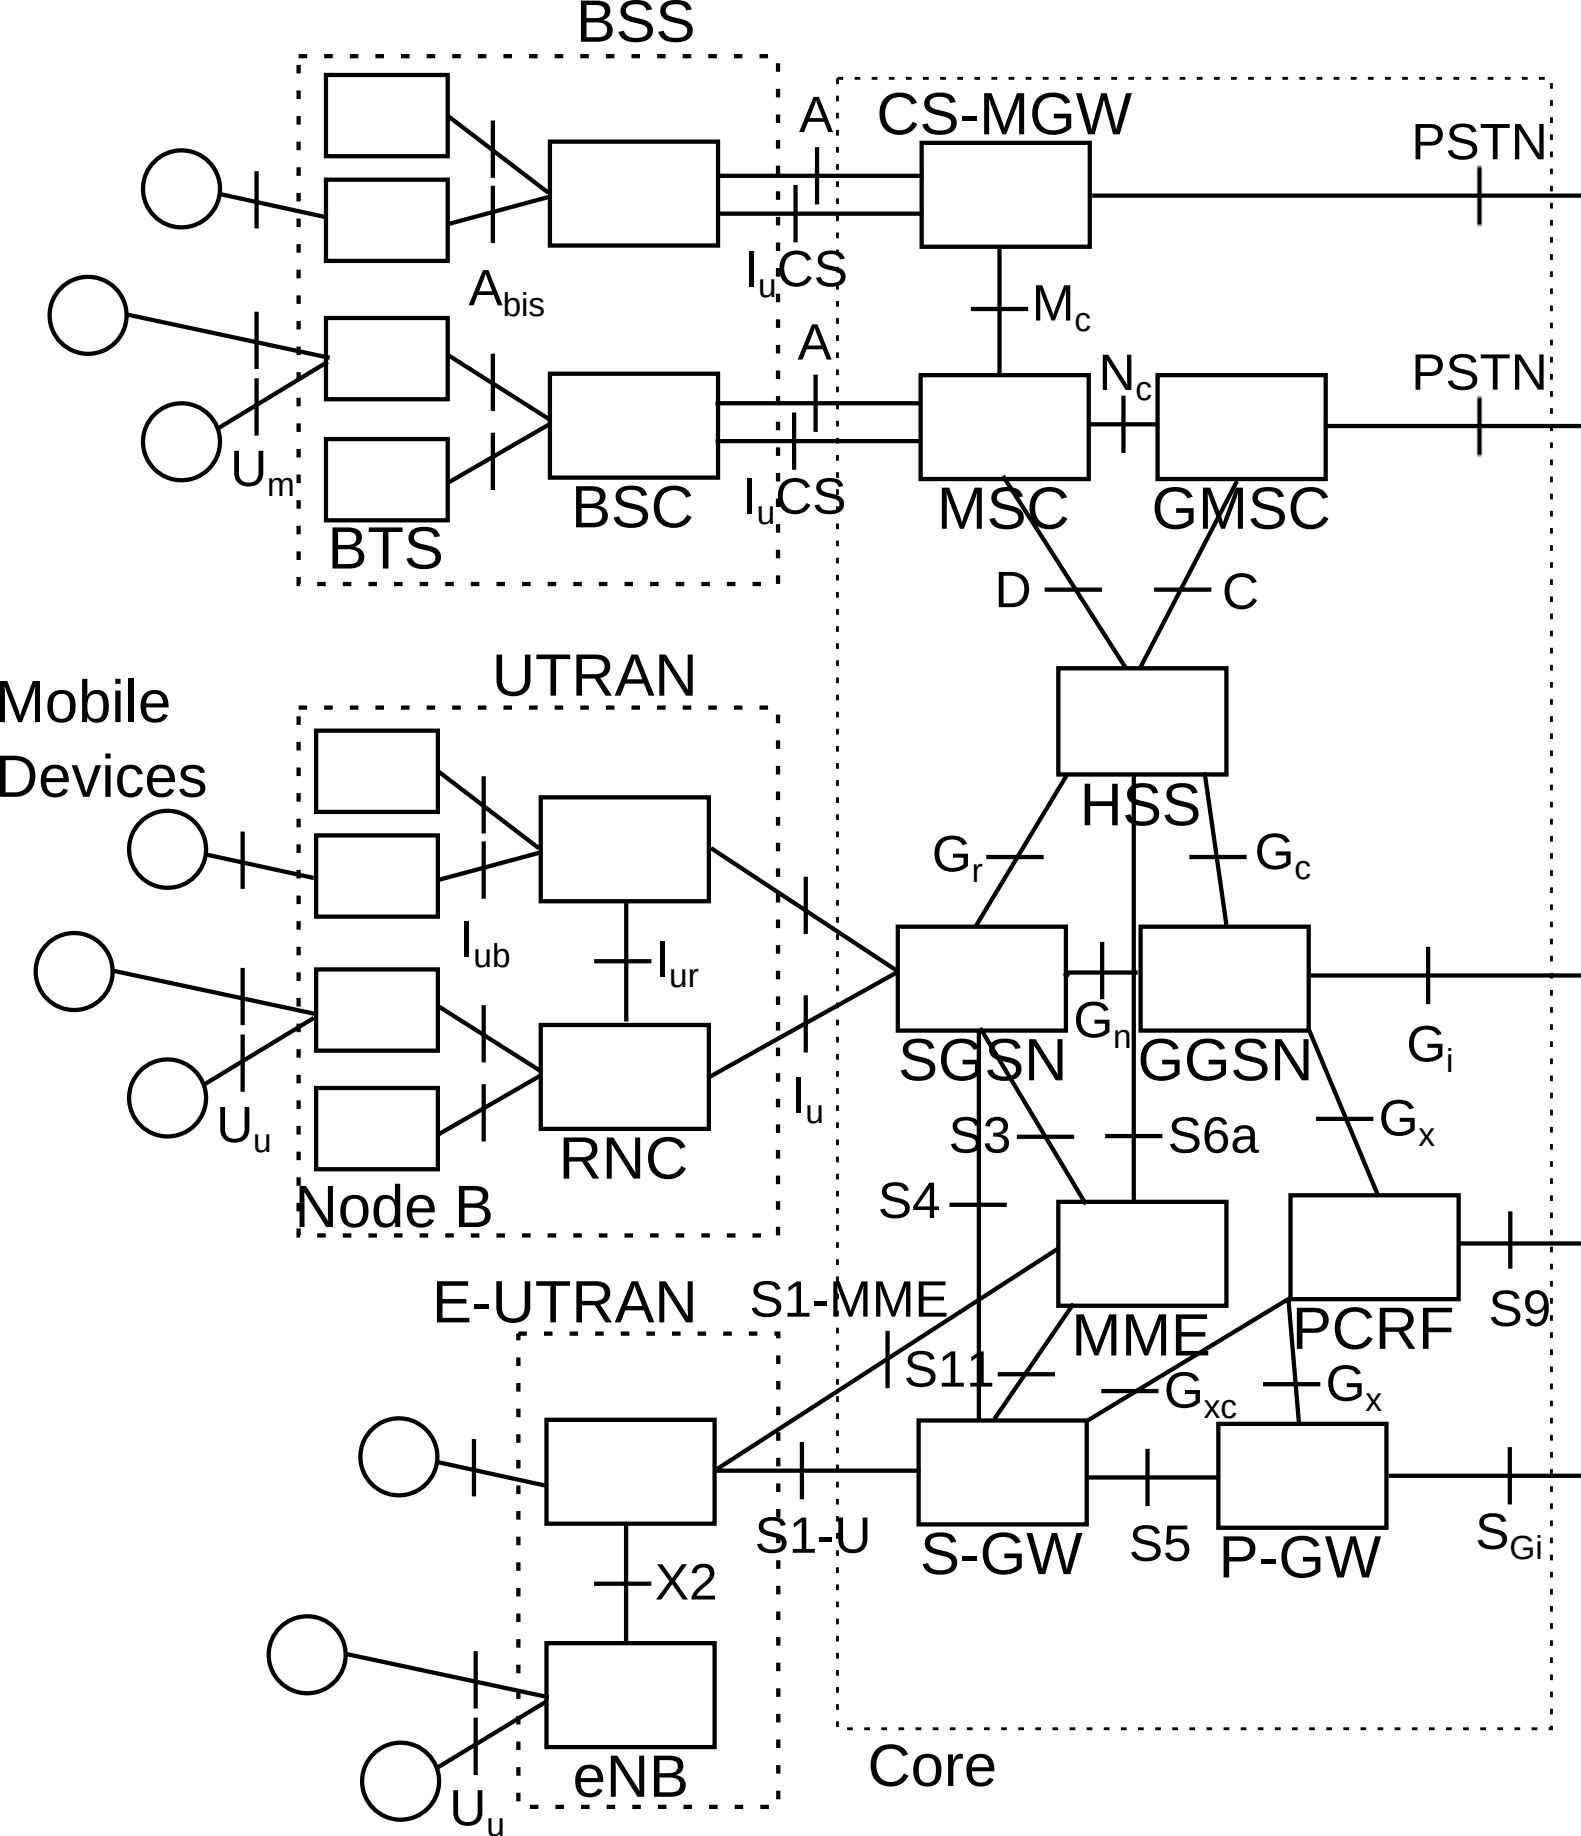 BSS
CS-MGW
A
PSTN
IuCS
Abis
Mc
A
Nc
PSTN
Um
IuCS
BSC
MSC
GMSC
BTS
D
C
UTRAN
Mobile
Devices
HSS
Gr
Gc
Iub
Iur
Gn
Gi
SGSN
GGSN
Iu
Uu
Gx
S3
S6a
RNC
Node B
S4
E-UTRAN
S1-MME
MME
PCRF
S9
S11
Gxc
Gx
S1-U
S-GW
S5
P-GW
SGi
X2
Core
eNB
Uu